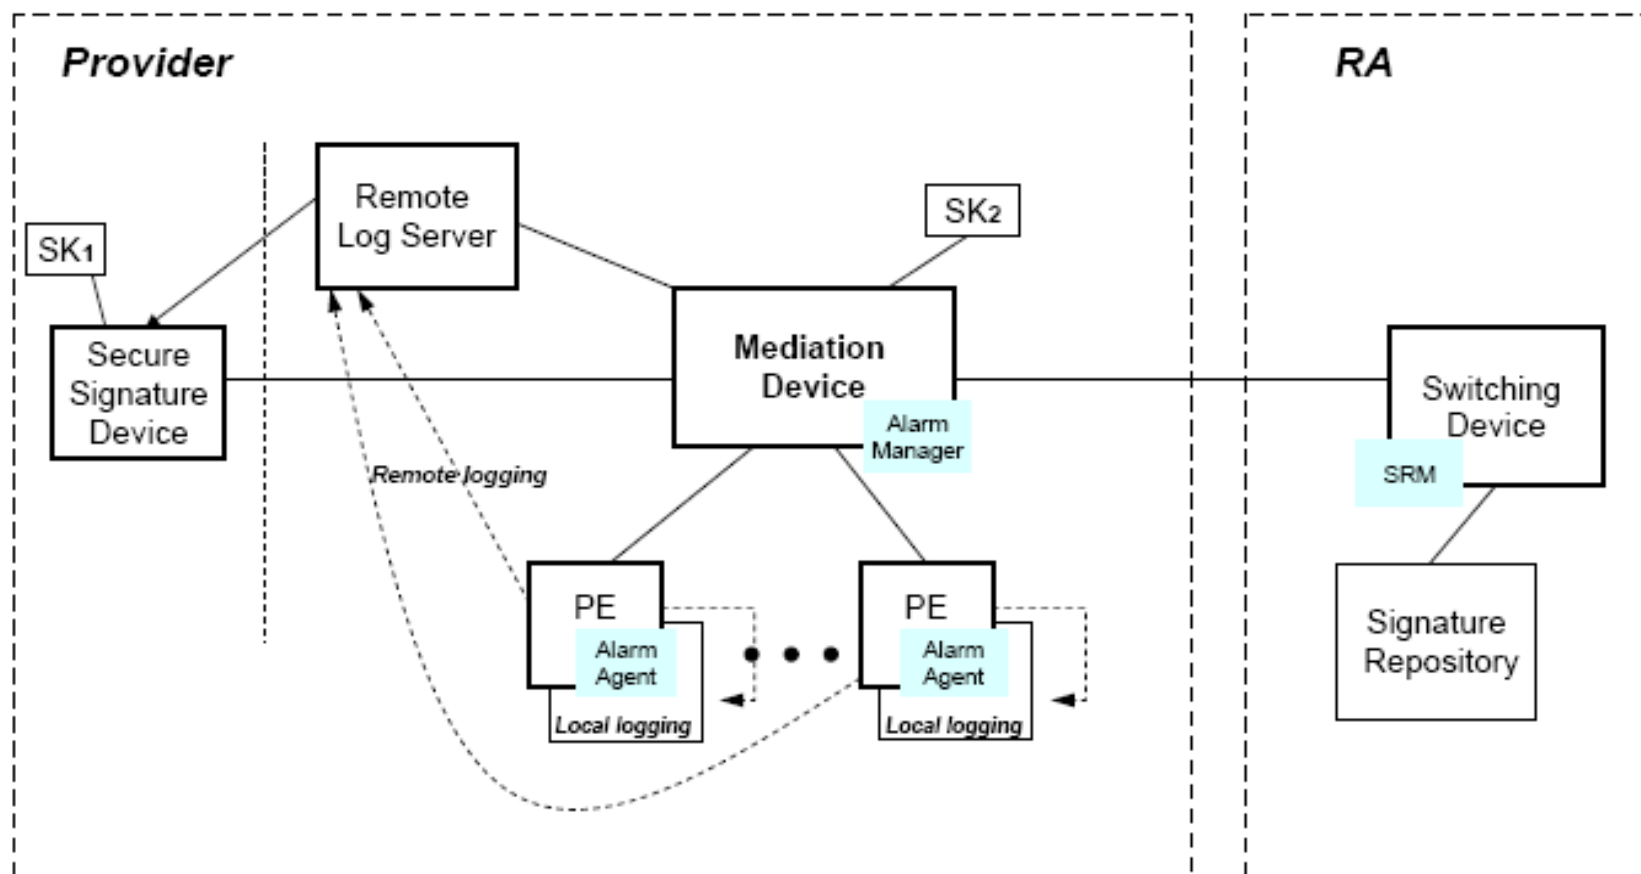 Provider
RA
Remote
Log Server
SK1
SK2
Secure
Signature
Device
Mediation
Device
Alarm
Manager
Switching
Device
SRM
Remote logging
PE
Alarm
Agent
Local logging
PE
Alarm
Agent
Local logging
Signature
Repository